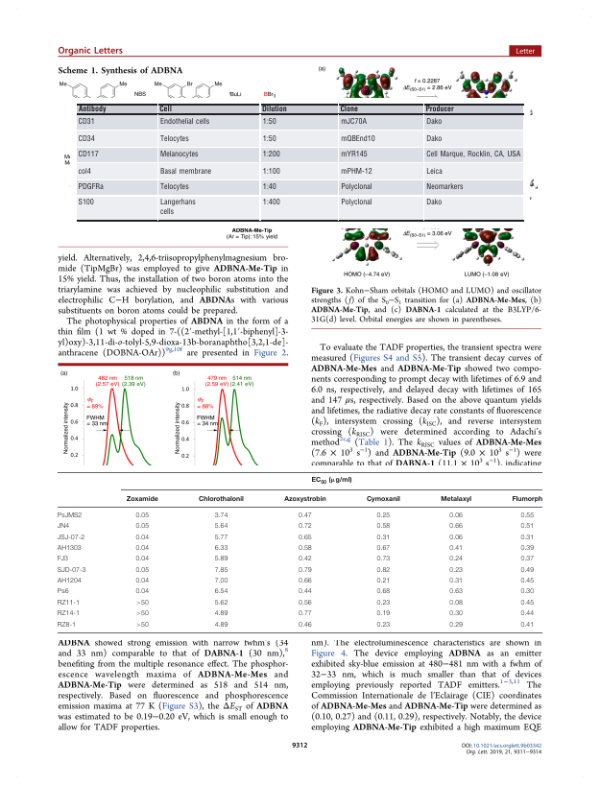 Organic Letters
Letter
Scheme 1. Synthesis of ADBNA
Me
Me
Me
Br
Me
NBS
tBuLi
BBr3
(a)
f = 0.2287
ΔE(S0–S1) = 2.86 eV
Antibody Cell Dilution Clone Producer
CD31 Endothelial cells 1:50 mJC70A Dako
CD34 Telocytes 1:50 mQBEnd10 Dako
CD117 Melanocytes 1:200 mYR145 Cell Marque, Rocklin, CA, USA
col4 Basal membrane 1:100 mPHM-12 Leica
PDGFRa Telocytes 1:40 Polyclonal Neomarkers
S100 Langerhans cells 1:400 Polyclonal Dako
ADBNA-Me-Tip
(Ar = Tip):15% yield
ΔE(S0–S1) = 3.06 eV
HOMO (−4.74 eV)
LUMO (−1.08 eV)
yield. Alternatively, 2,4,6-triisopropylphenylmagnesium bro-
mide (TipMgBr) was employed to give ADBNA-Me-Tip in
15% yield. Thus, the installation of two boron atoms into the
triarylamine was achieved by nucleophilic substitution and
electrophilic C−H borylation, and ABDNAs with various
substituents on boron atoms could be prepared.
The photophysical properties of ABDNA in the form of a
thin film (1 wt % doped in 7-((2′-methyl-[1,1′-biphenyl]-3-
yl)oxy)-3,11-di-o-tolyl-5,9-dioxa-13b-boranaphtho[3,2,1-de]-
anthracene (DOBNA-OAr))9g,10f are presented in Figure 2.
(a)
482 nm 518 nm
(2.57 eV) (2.39 eV)
1.0
0.8
0.6
0.4
0.2
Normalized intensity
ΦF
= 89%
FWHM
= 33 nm
(b)
479 nm 514 nm
(2.59 eV) (2.41 eV)
1.0
0.8
0.6
0.4
0.2
Normalized intensity
ΦF
= 88%
FWHM
= 34 nm
Figure 3. Kohn−Sham orbitals (HOMO and LUMO) and oscillator
strengths (f) of the S0−S1 transition for (a) ADBNA-Me-Mes, (b)
ADBNA-Me-Tip, and (c) DABNA-1 calculated at the B3LYP/6-
31G(d) level. Orbital energies are shown in parentheses.
To evaluate the TADF properties, the transient spectra were
measured (Figures S4 and S5). The transient decay curves of
ADBNA-Me-Mes and ADBNA-Me-Tip showed two compo-
nents corresponding to prompt decay with lifetimes of 6.9 and
6.0 ns, respectively, and delayed decay with lifetimes of 165
and 147 μs, respectively. Based on the above quantum yields
and lifetimes, the radiative decay rate constants of fluorescence
(kF), intersystem crossing (kISC), and reverse intersystem
crossing (kRISC) were determined according to Adachi's
method (Table 1). The kRISC values of ADBNA-Me-Mes
(7.6 × 10³ s−1) and ADBNA-Me-Tip (9.0 × 10³ s−1) were
comparable to that of DABNA-1 (11.1 × 10³ s−1), indicating
EC50 (μg/ml)
Zoxamide Chlorothalonil Azoxystrobin Cymoxanil Metalaxyl Flumorph
PsJMS2 0.05 3.74 0.47 0.25 0.06 0.55
JN4 0.05 5.64 0.72 0.58 0.66 0.51
JSJ-07-2 0.04 5.77 0.65 0.31 0.06 0.31
AH1303 0.04 6.33 0.58 0.67 0.41 0.39
FJ3 0.04 5.89 0.42 0.73 0.24 0.37
SJD-07-3 0.05 7.85 0.79 0.82 0.23 0.49
AH1204 0.04 7.00 0.66 0.21 0.31 0.45
Ps6 0.04 6.54 0.44 0.68 0.63 0.30
RZ11-1 >50 5.62 0.56 0.23 0.08 0.45
RZ14-1 >50 4.89 0.77 0.19 0.30 0.44
RZ8-1 >50 4.89 0.46 0.23 0.29 0.41
ADBNA showed strong emission with narrow fwhm's (34
and 33 nm) comparable to that of DABNA-1 (30 nm),8
benefiting from the multiple resonance effect. The phosphor-
escence wavelength maxima of ADBNA-Me-Mes and
ADBNA-Me-Tip were determined as 518 and 514 nm,
respectively. Based on fluorescence and phosphorescence
emission maxima at 77 K (Figure S3), the ΔEST of ADBNA
was estimated to be 0.19−0.20 eV, which is small enough to
allow for TADF properties.
nm). The electroluminescence characteristics are shown in
Figure 4. The device employing ADBNA as an emitter
exhibited sky-blue emission at 480−481 nm with a fwhm of
32−33 nm, which is much smaller than that of devices
employing previously reported TADF emitters.1−5,11 The
Commission Internationale de l'Eclairage (CIE) coordinates
of ADBNA-Me-Mes and ADBNA-Me-Tip were determined as
(0.10, 0.27) and (0.11, 0.29), respectively. Notably, the device
employing ADBNA-Me-Tip exhibited a high maximum EQE
9312
DOI: 10.1021/acs.orglett.9b03342
Org. Lett. 2019, 21, 9311−9314